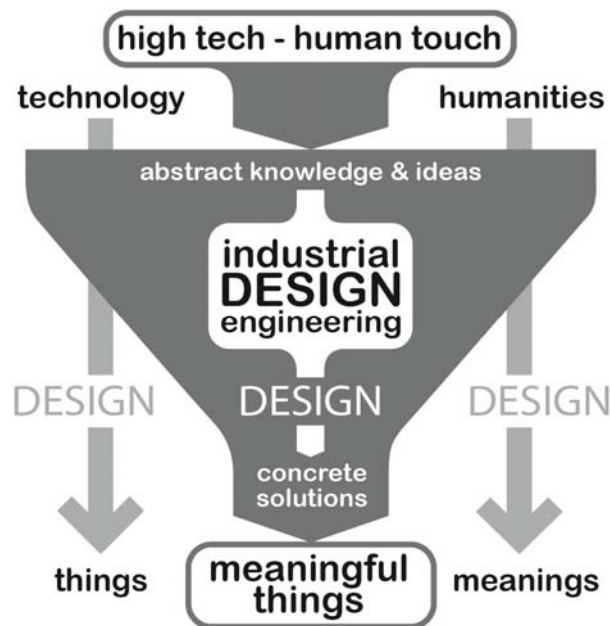 high tech - human touch
technology
humanities
abstract knowledge & ideas
industrial
DESIGN
engineering
DESIGN
DESIGN
DESIGN
concrete
solutions
things
meaningful
things
meanings